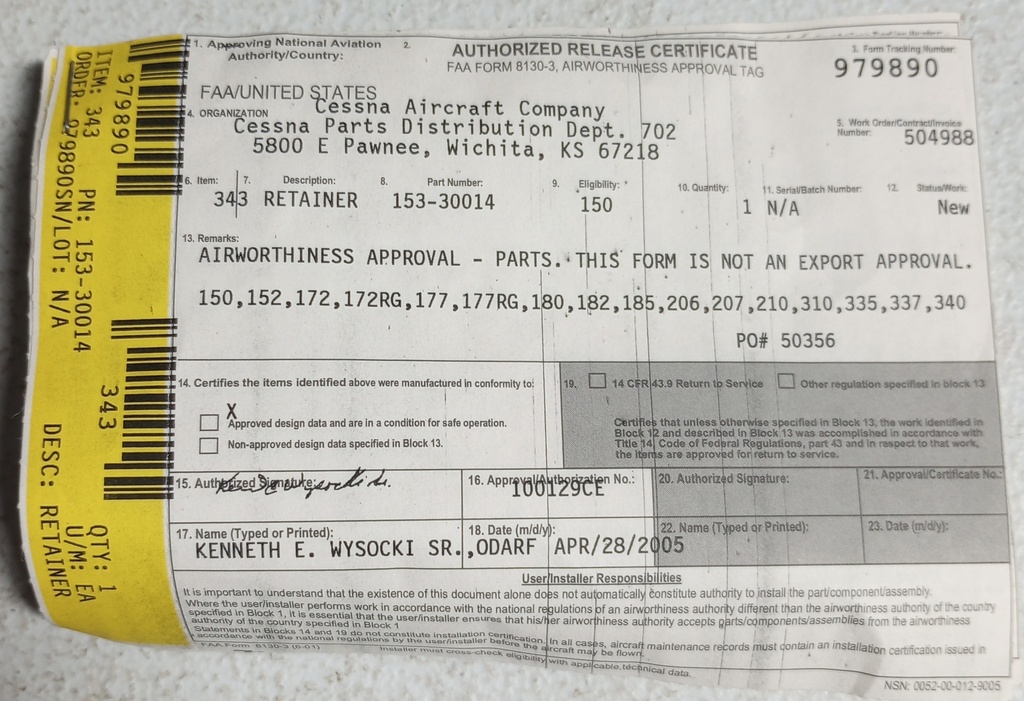 ITEM: 343 PN: 153-30014 QTY: 1
ORDER: 979890SN/LOT: N/A U/M: EA
979890
343
DESC: RETAINER
1. Approving National Aviation
Authority/Country:
2.
AUTHORIZED RELEASE CERTIFICATE
FAA FORM 8130-3, AIRWORTHINESS APPROVAL TAG
3. Form Tracking Number:
979890
FAA/UNITED STATES
4. ORGANIZATION
Cessna Aircraft Company
Cessna Parts Distribution Dept. 702
5800 E Pawnee, Wichita, KS 67218
5. Work Order/Contract/Invoice
Number: 504988
6. Item: 7. Description: 8. Part Number: 9. Eligibility: * 10. Quantity: 11. Serial/Batch Number: 12. Status/Work:
343 RETAINER 153-30014 150 1 N/A New
13. Remarks:
AIRWORTHINESS APPROVAL - PARTS. THIS FORM IS NOT AN EXPORT APPROVAL.
150,152,172,172RG,177,177RG,180,182,185,206,207,210,310,335,337,340
PO# 50356
14. Certifies the items identified above were manufactured in conformity to:
X
Approved design data and are in a condition for safe operation.
Non-approved design data specified in Block 13.
19. 14 CFR 43.9 Return to Service Other regulation specified in block 13
Certifies that unless otherwise specified in Block 13, the work identified in
Block 12 and described in Block 13 was accomplished in accordance with
Title 14, Code of Federal Regulations, part 43 and in respect to that work,
the items are approved for return to service.
15. Authorized Signature:
16. Approval/Authorization No.:
100129CE
20. Authorized Signature:
21. Approval/Certificate No.:
17. Name (Typed or Printed):
KENNETH E. WYSOCKI SR.,ODARF
18. Date (m/d/y):
APR/28/2005
22. Name (Typed or Printed):
23. Date (m/d/y):
User/Installer Responsibilities
It is important to understand that the existence of this document alone does not automatically constitute authority to install the part/component/assembly.
Where the user/installer performs work in accordance with the national regulations of an airworthiness authority different than the airworthiness authority of the country
specified in Block 1, it is essential that the user/installer ensures that his/her airworthiness authority accepts parts/components/assemblies from the airworthiness
authority of the country specified in Block 1
Statements in Blocks 14 and 19 do not constitute installation certification. In all cases, aircraft maintenance records must contain an installation certification issued in
accordance with the national regulations by the user/installer before the aircraft may be flown.
FAA Form 8130-3 (6-01) Installer must cross-check eligibility with applicable technical data.
NSN: 0052-00-012-9005